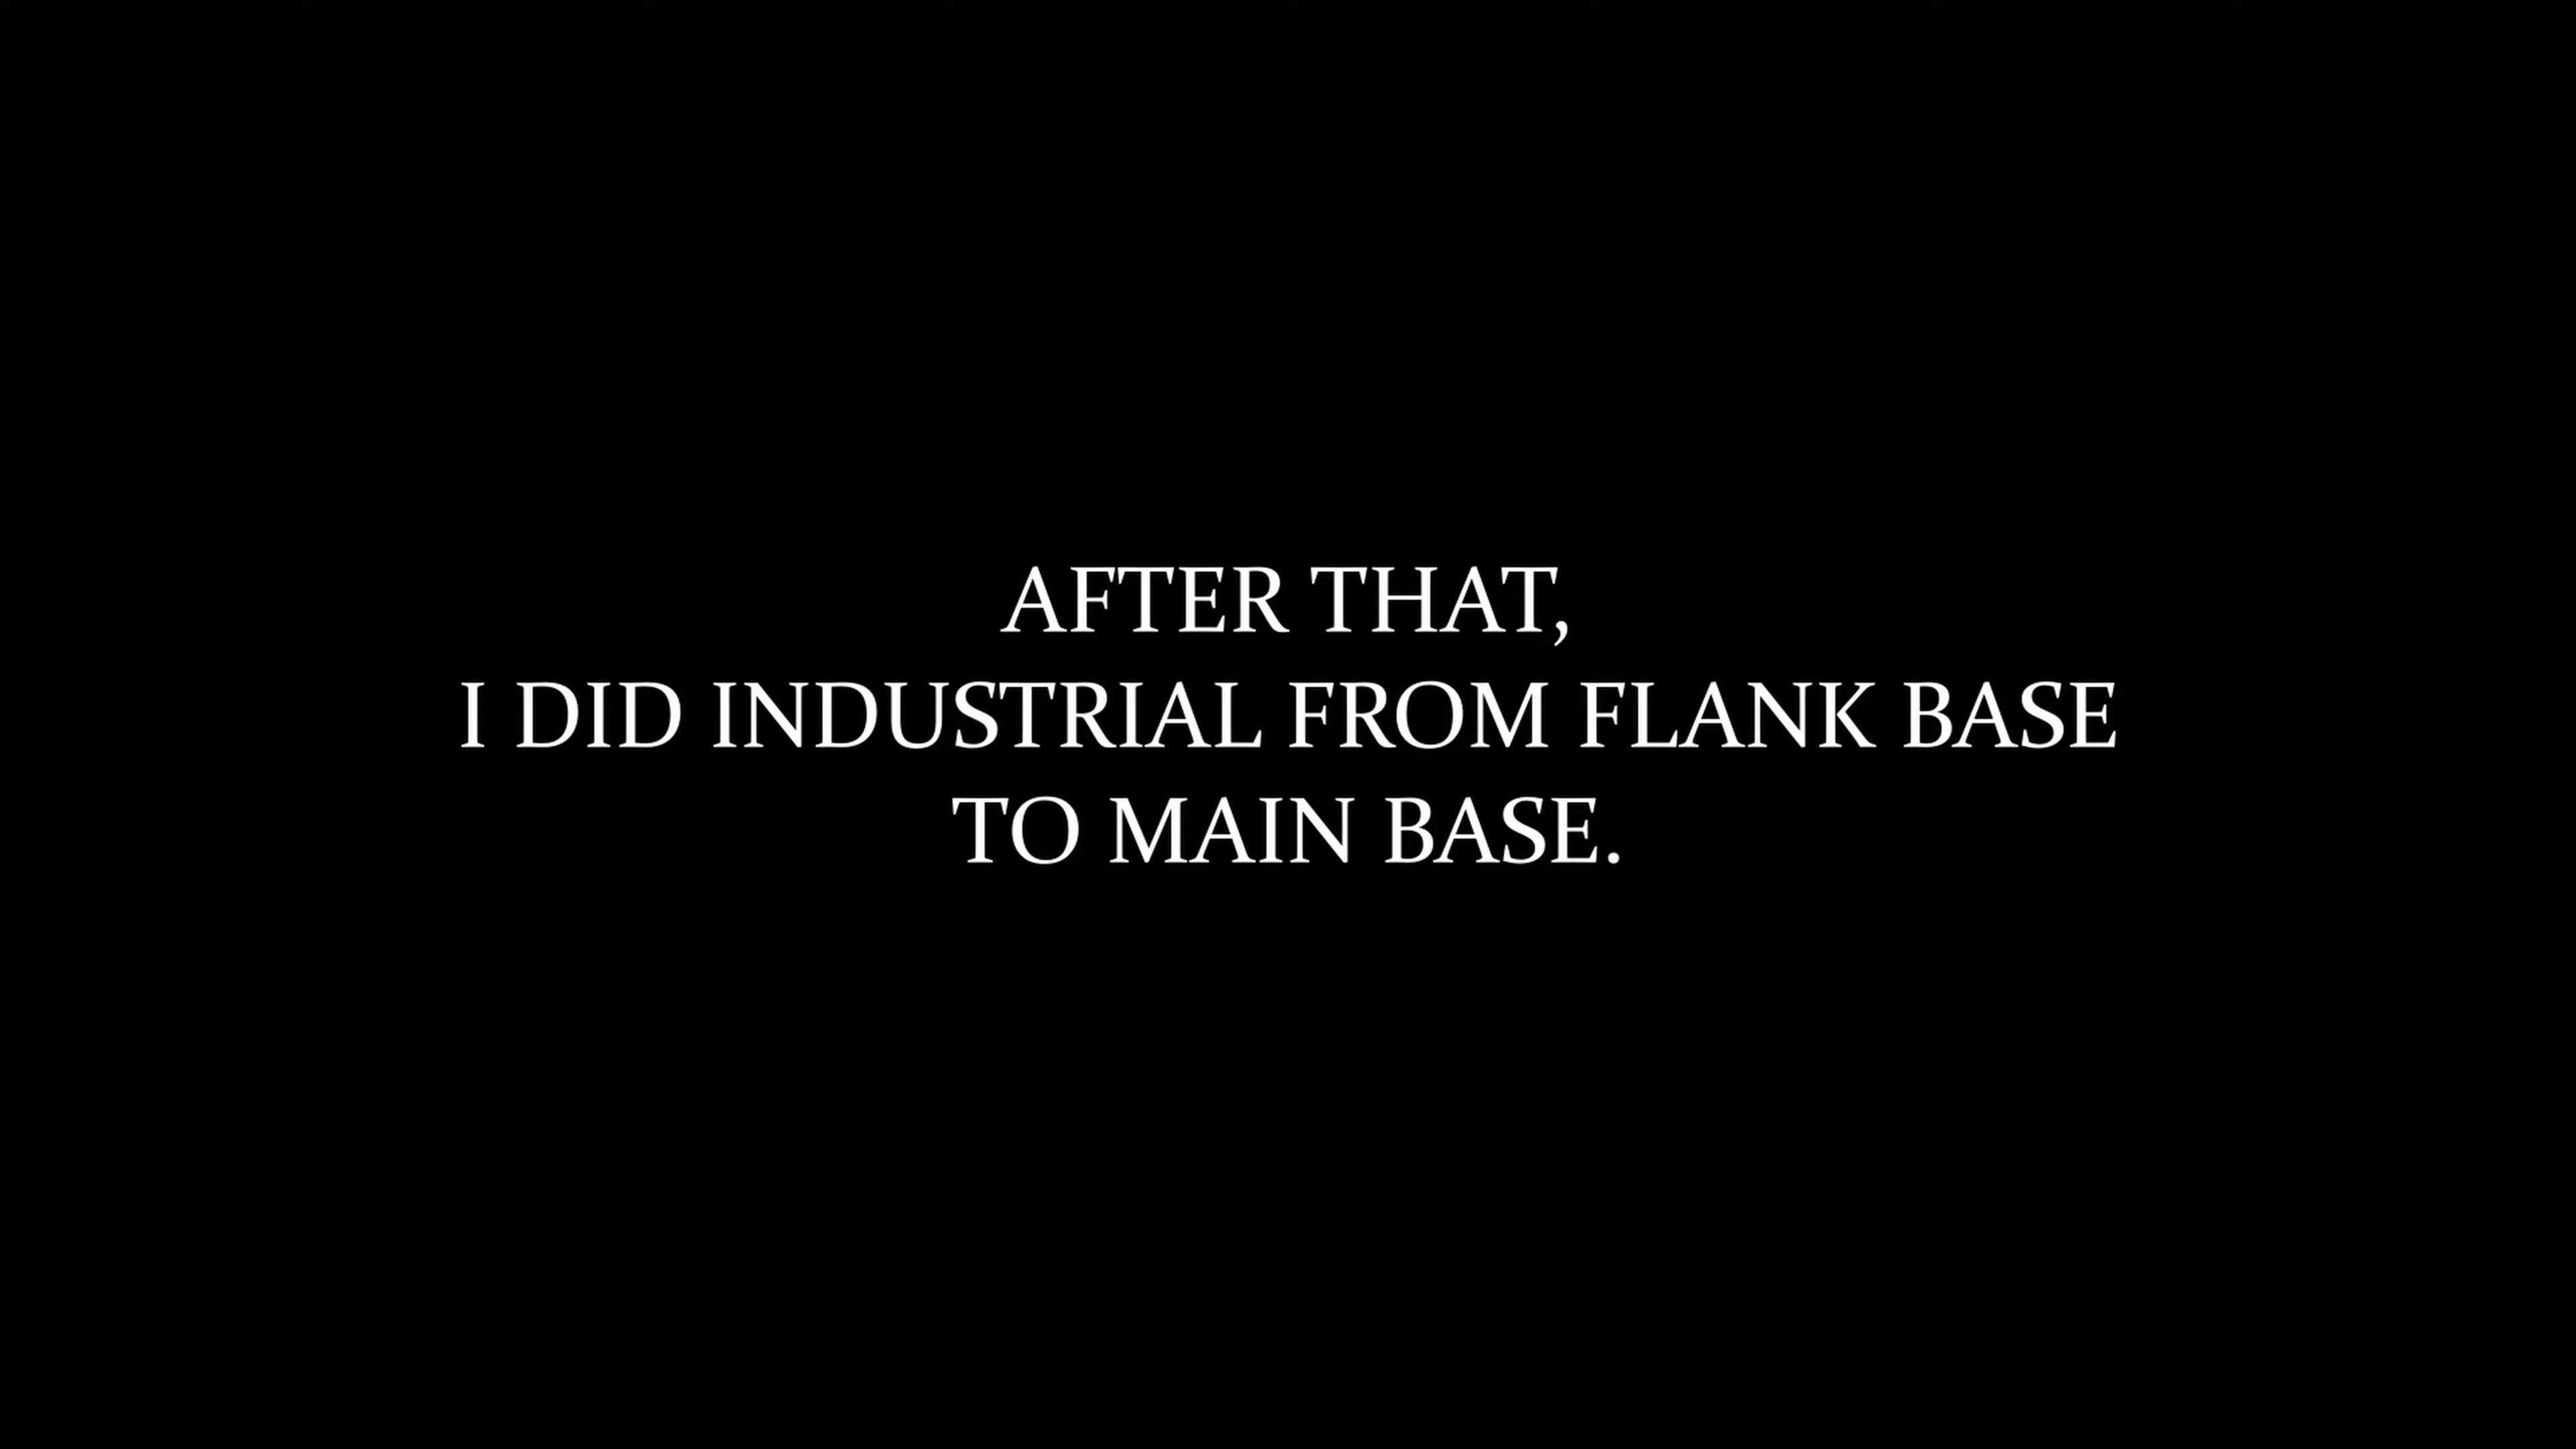 AFTER THAT,
I DID INDUSTRIAL FROM FLANK BASE
TO MAIN BASE.